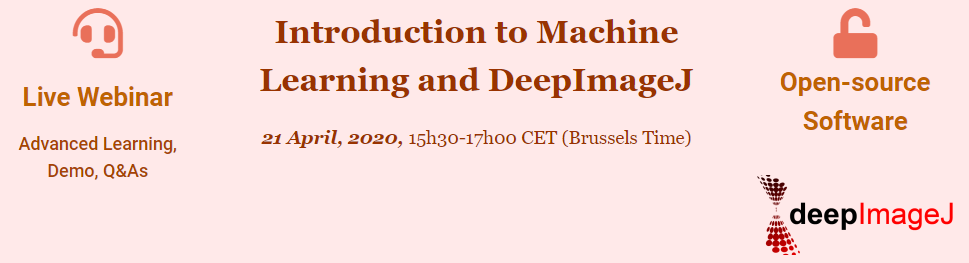 Live Webinar
Advanced Learning,
Demo, Q&As
Introduction to Machine
Learning and DeepImageJ
21 April, 2020, 15h30-17h00 CET (Brussels Time)
Open-source
Software
deepImageJ